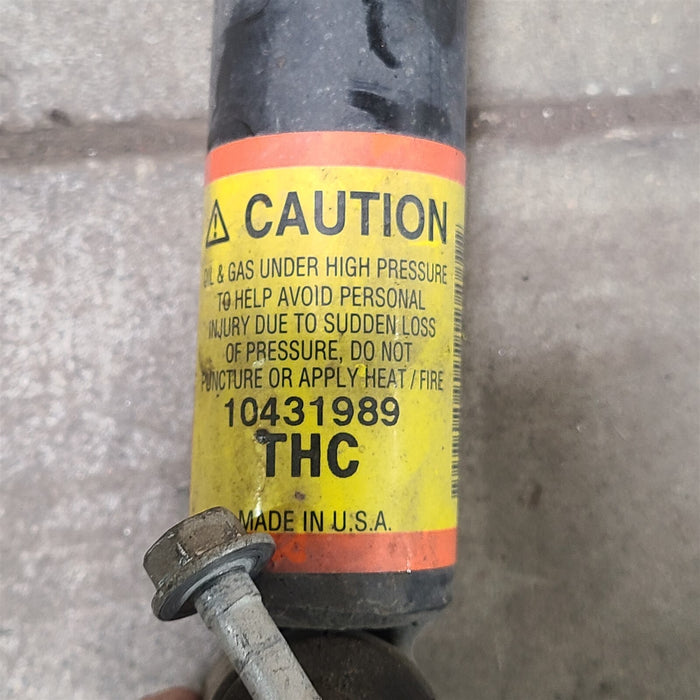 ⚠ CAUTION
OIL & GAS UNDER HIGH PRESSURE
TO HELP AVOID PERSONAL
INJURY DUE TO SUDDEN LOSS
OF PRESSURE, DO NOT
PUNCTURE OR APPLY HEAT / FIRE
10431989
THC
MADE IN U.S.A.